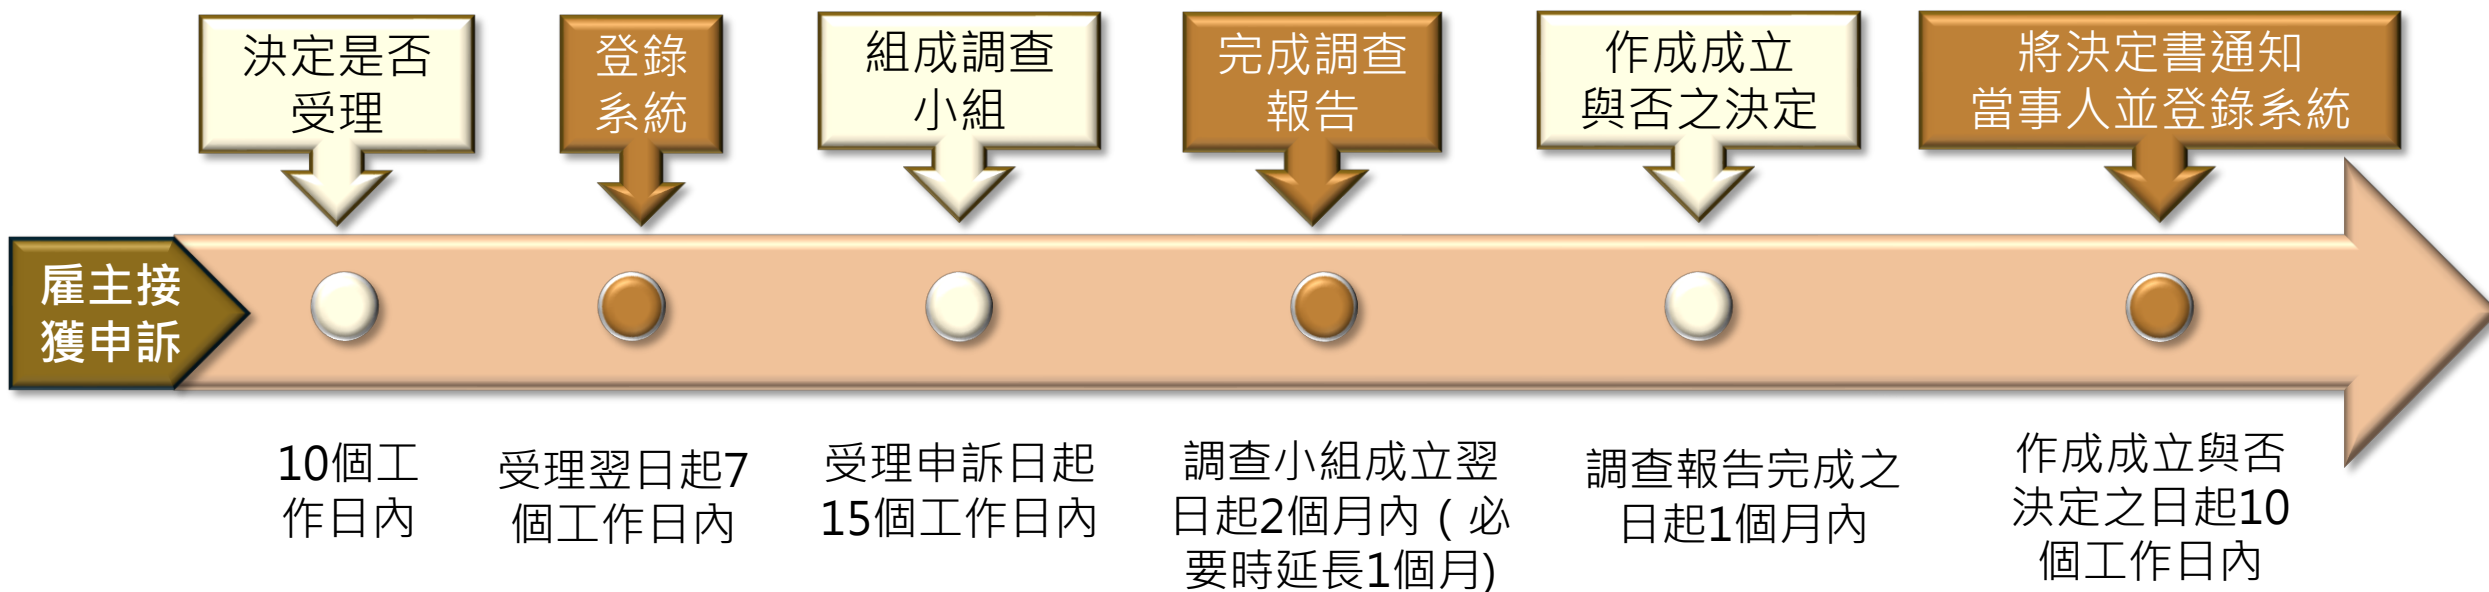 決定是否
受理
登錄
系統
組成調查
小組
完成調查
報告
作成成立
與否之決定
將決定書通知
當事人並登錄系統
雇主接
獲申訴
10個工
作日內
受理翌日起7
個工作日內
受理申訴日起
15個工作日內
調查小組成立翌
日起2個月內（必
要時延長1個月)
調查報告完成之
日起1個月內
作成成立與否
決定之日起10
個工作日內